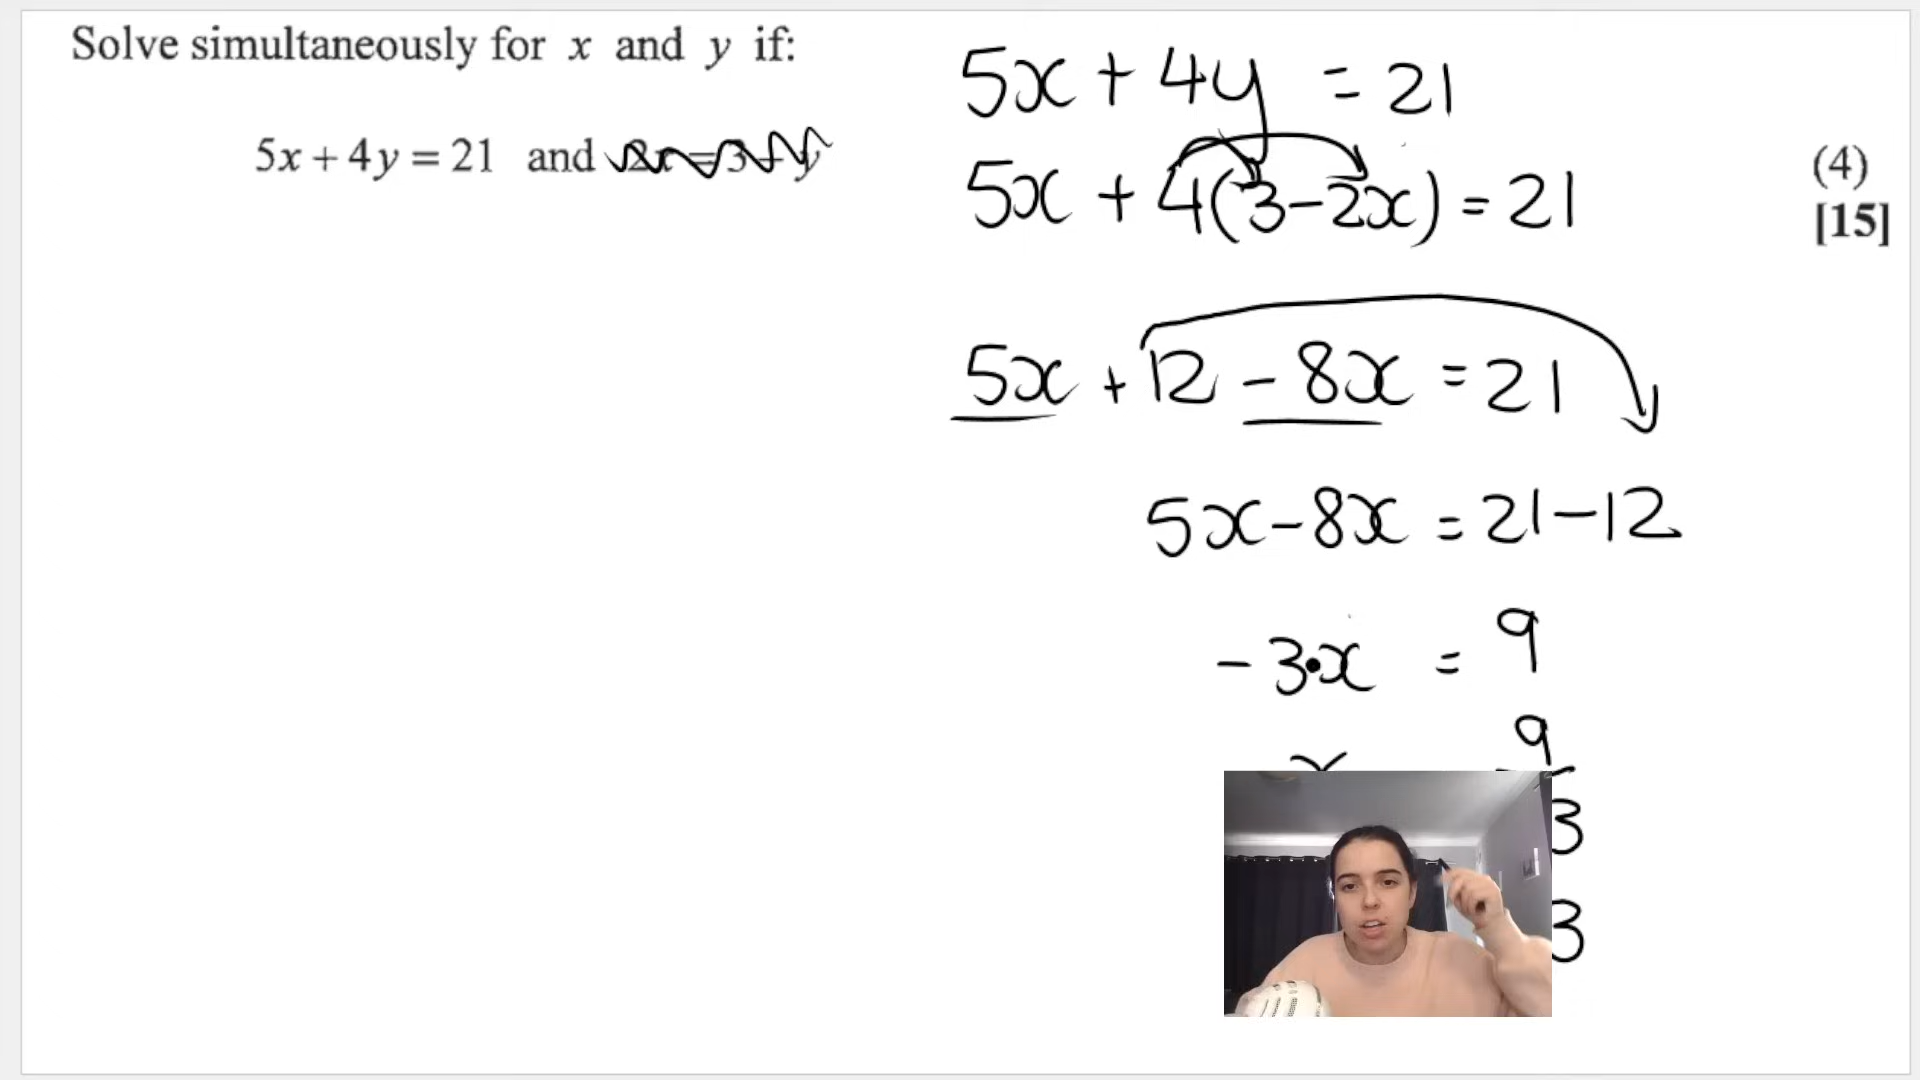 Solve simultaneously for x and y if:
5x + 4y = 21 and
(4)
[15]
5x + 4y = 21
5x + 4(3-2x) = 21
5x + 12 - 8x = 21
5x - 8x = 21 - 12
- 3·x = 9
x 9
3
3